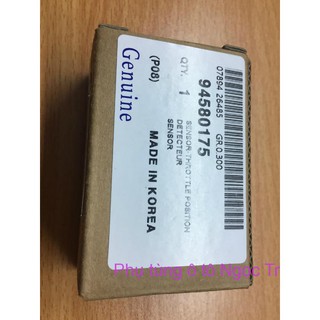 07894 26485 GR.0.300
94580175
QTY. 1
SENSOR:THROTTLE POSITION
DETECTEUR
SENSOR
(P08) MADE IN KOREA
Genuine
Phụ tùng ô tô Ngọc Tr